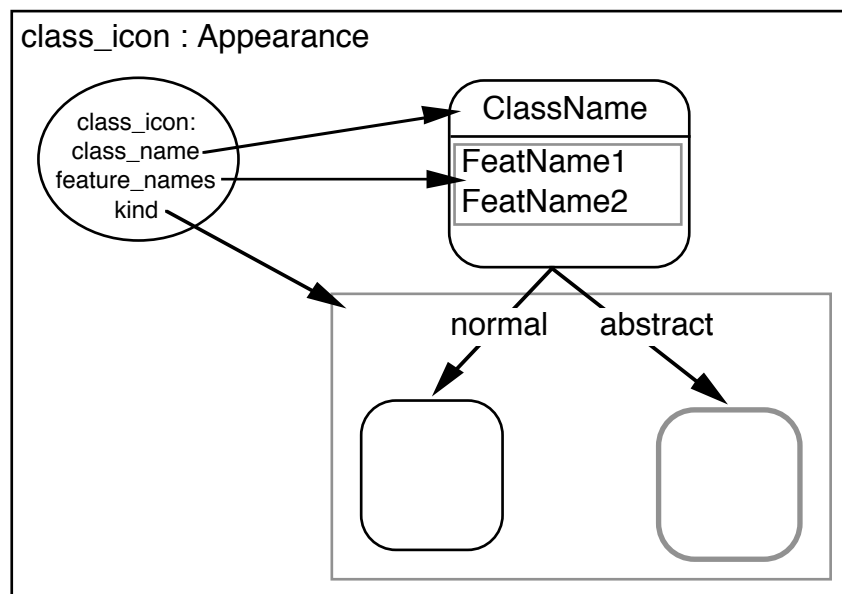 class_icon : Appearance
class_icon:
class_name
feature_names
kind
ClassName
FeatName1
FeatName2
normal
abstract